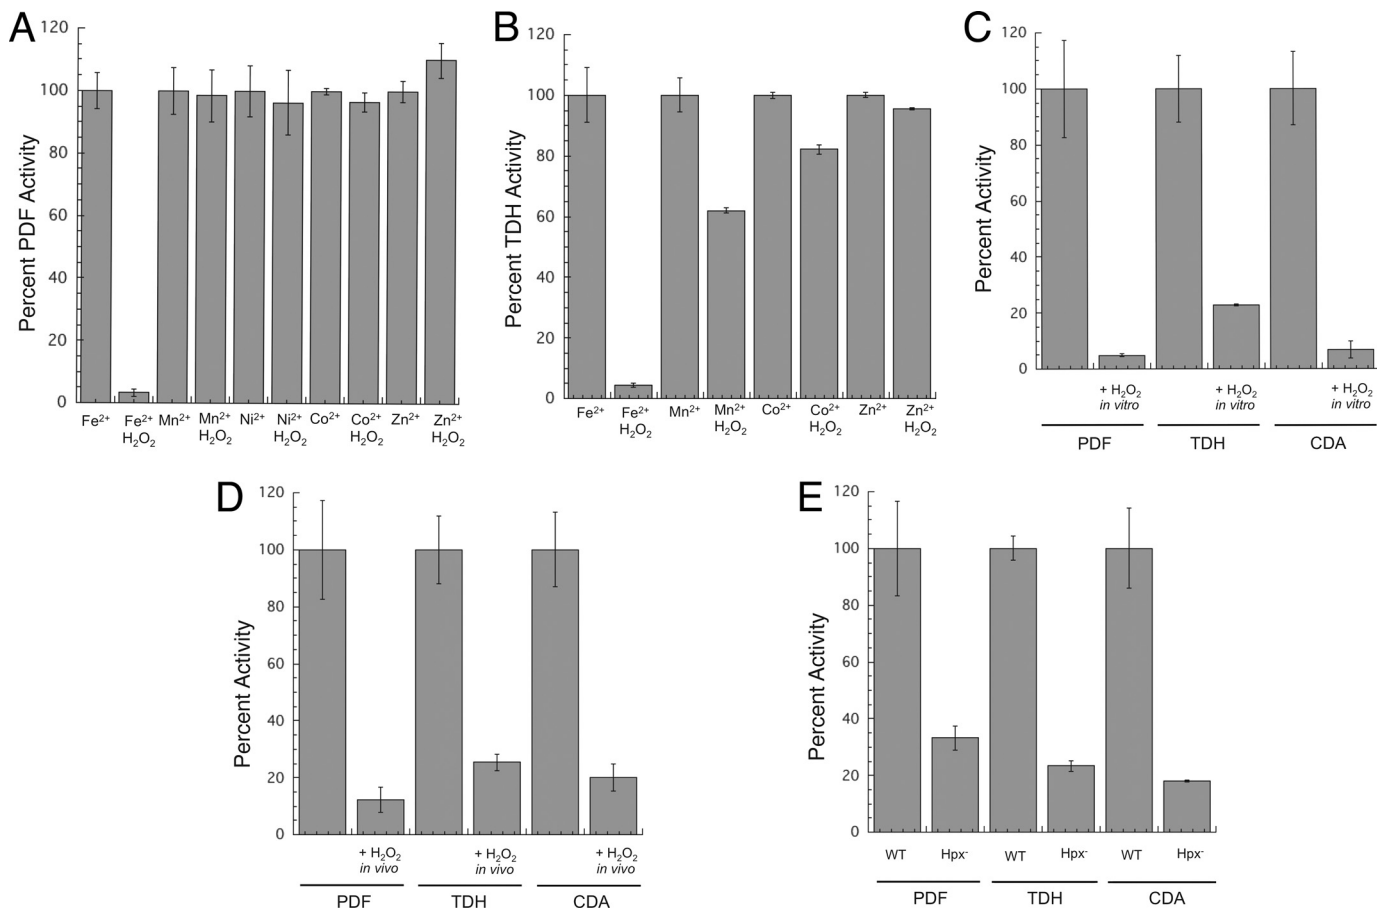 A
Percent PDF Activity
120
100
80
60
40
20
0
Fe²⁺ Fe²⁺ Mn²⁺ Mn²⁺ Ni²⁺ Ni²⁺ Co²⁺ Co²⁺ Zn²⁺ Zn²⁺
H₂O₂ H₂O₂ H₂O₂ H₂O₂ H₂O₂
B
Percent TDH Activity
120
100
80
60
40
20
0
Fe²⁺ Fe²⁺ Mn²⁺ Mn²⁺ Co²⁺ Co²⁺ Zn²⁺ Zn²⁺
H₂O₂ H₂O₂ H₂O₂ H₂O₂
C
Percent Activity
120
100
80
60
40
20
0
+ H₂O₂ + H₂O₂ + H₂O₂
in vitro in vitro in vitro
PDF TDH CDA
D
Percent Activity
120
100
80
60
40
20
0
+ H₂O₂ + H₂O₂ + H₂O₂
in vivo in vivo in vivo
PDF TDH CDA
E
Percent Activity
120
100
80
60
40
20
0
WT Hpx⁻ WT Hpx⁻ WT Hpx⁻
PDF TDH CDA